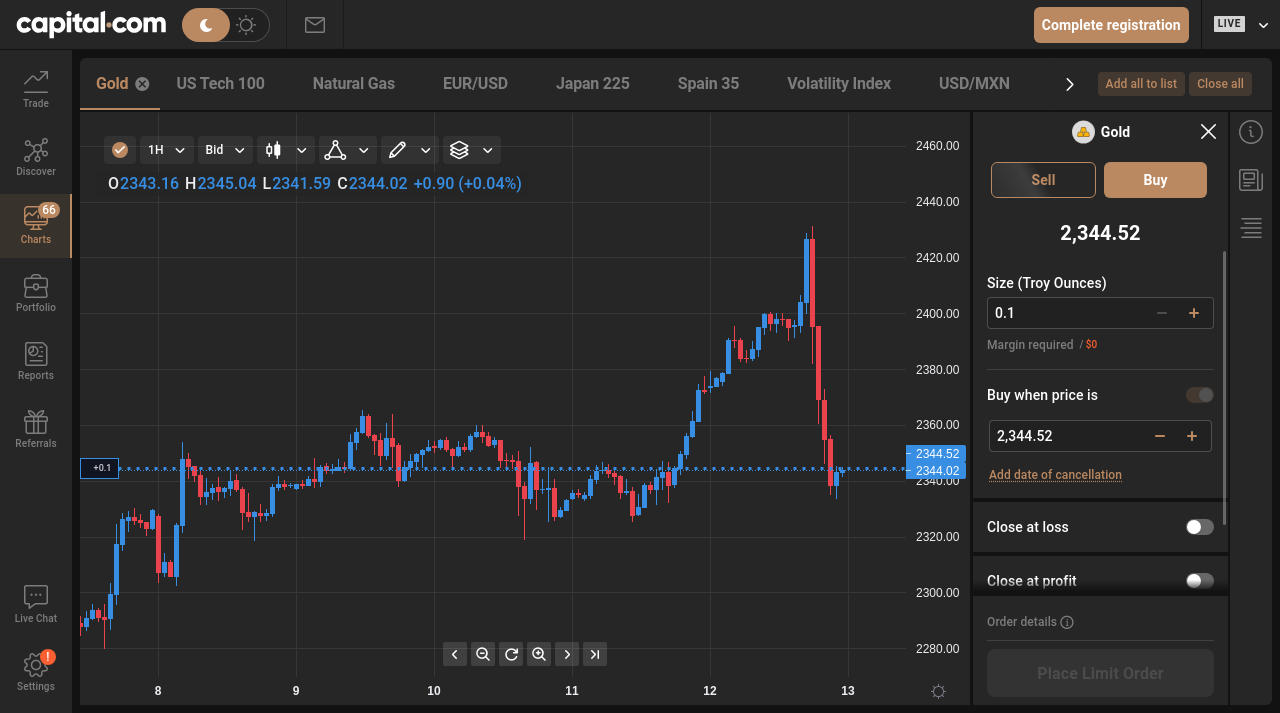 capital.com
Complete registration
LIVE
Trade
Discover
66
Charts
Portfolio
Reports
Referrals
Live Chat
!
Settings
Gold
US Tech 100
Natural Gas
EUR/USD
Japan 225
Spain 35
Volatility Index
USD/MXN
Add all to list
Close all
1H
Bid
O2343.16 H2345.04 L2341.59 C2344.02 +0.90 (+0.04%)
2460.00
2440.00
2420.00
2400.00
2380.00
2360.00
2344.52
2344.02
2340.00
2320.00
2300.00
2280.00
+0.1
8
9
10
11
12
13
Gold
Sell
Buy
2,344.52
Size (Troy Ounces)
0.1
Margin required / $0
Buy when price is
2,344.52
Add date of cancellation
Close at loss
Close at profit
Order details
Place Limit Order